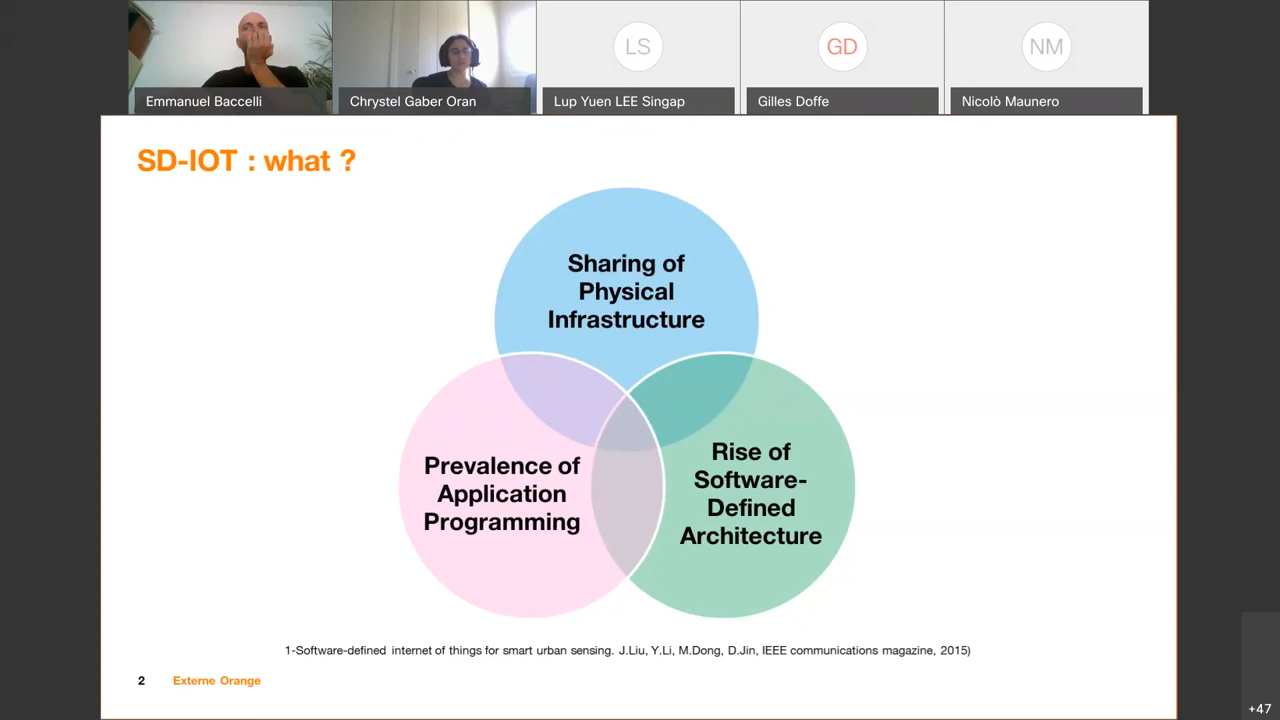 LS
GD
NM
Emmanuel Baccelli
Chrystel Gaber Oran
Lup Yuen LEE Singap
Gilles Doffe
Nicolò Maunero
SD-IOT : what ?
Sharing of
Physical
Infrastructure
Prevalence of
Application
Programming
Rise of
Software-
Defined
Architecture
1-Software-defined internet of things for smart urban sensing. J.Liu, Y.Li, M.Dong, D.Jin, IEEE communications magazine, 2015)
2 Externe Orange
+47